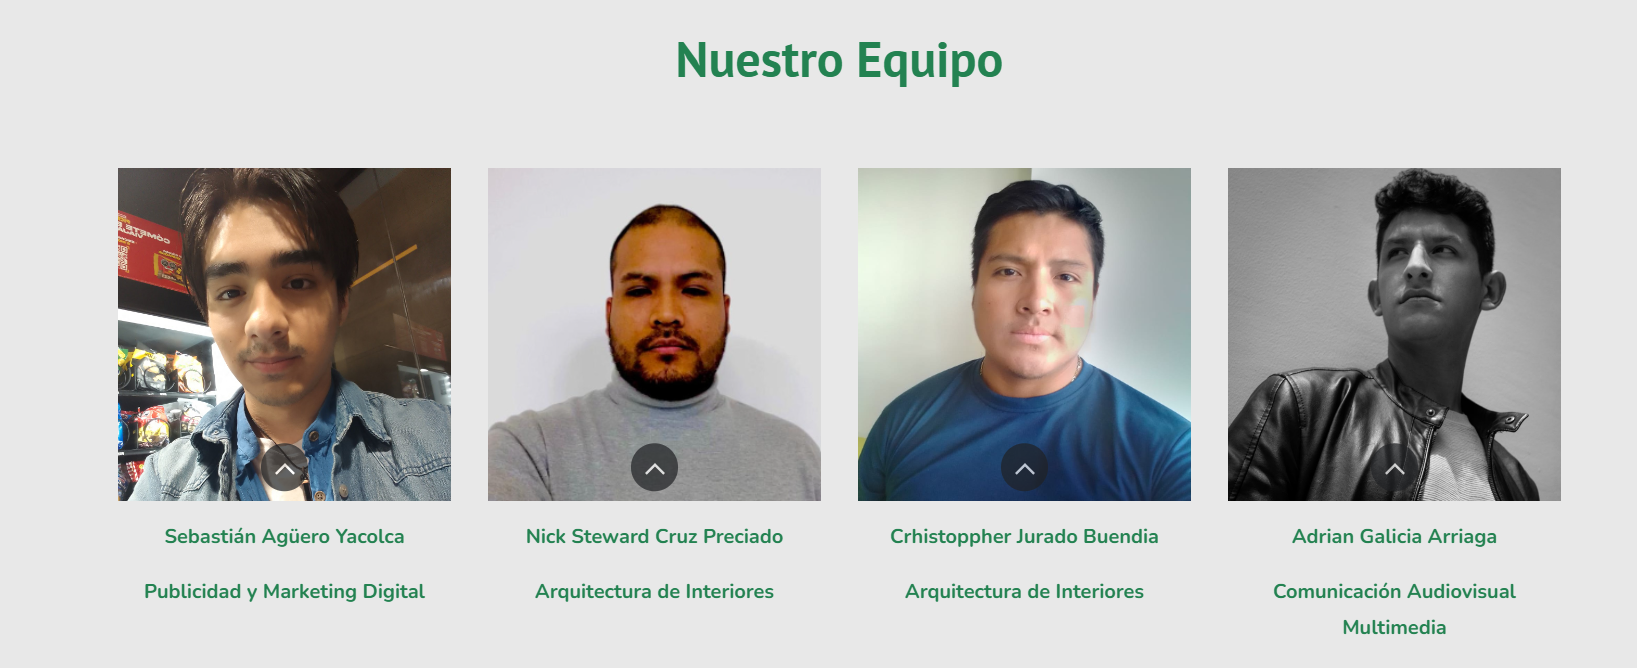 Nuestro Equipo
Sebastián Agüero Yacolca
Publicidad y Marketing Digital
Nick Steward Cruz Preciado
Arquitectura de Interiores
Crhistoppher Jurado Buendia
Arquitectura de Interiores
Adrian Galicia Arriaga
Comunicación Audiovisual
Multimedia